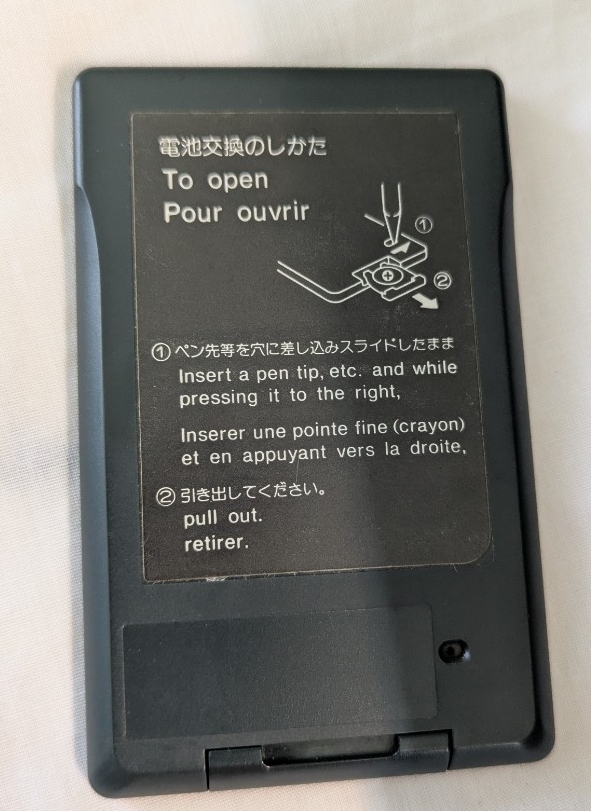 電池交換のしかた
To open
Pour ouvrir
①
②
① ペン先等を穴に差し込みスライドしたまま
Insert a pen tip, etc. and while
pressing it to the right,
Inserer une pointe fine (crayon)
et en appuyant vers la droite,
② 引き出してください。
pull out.
retirer.